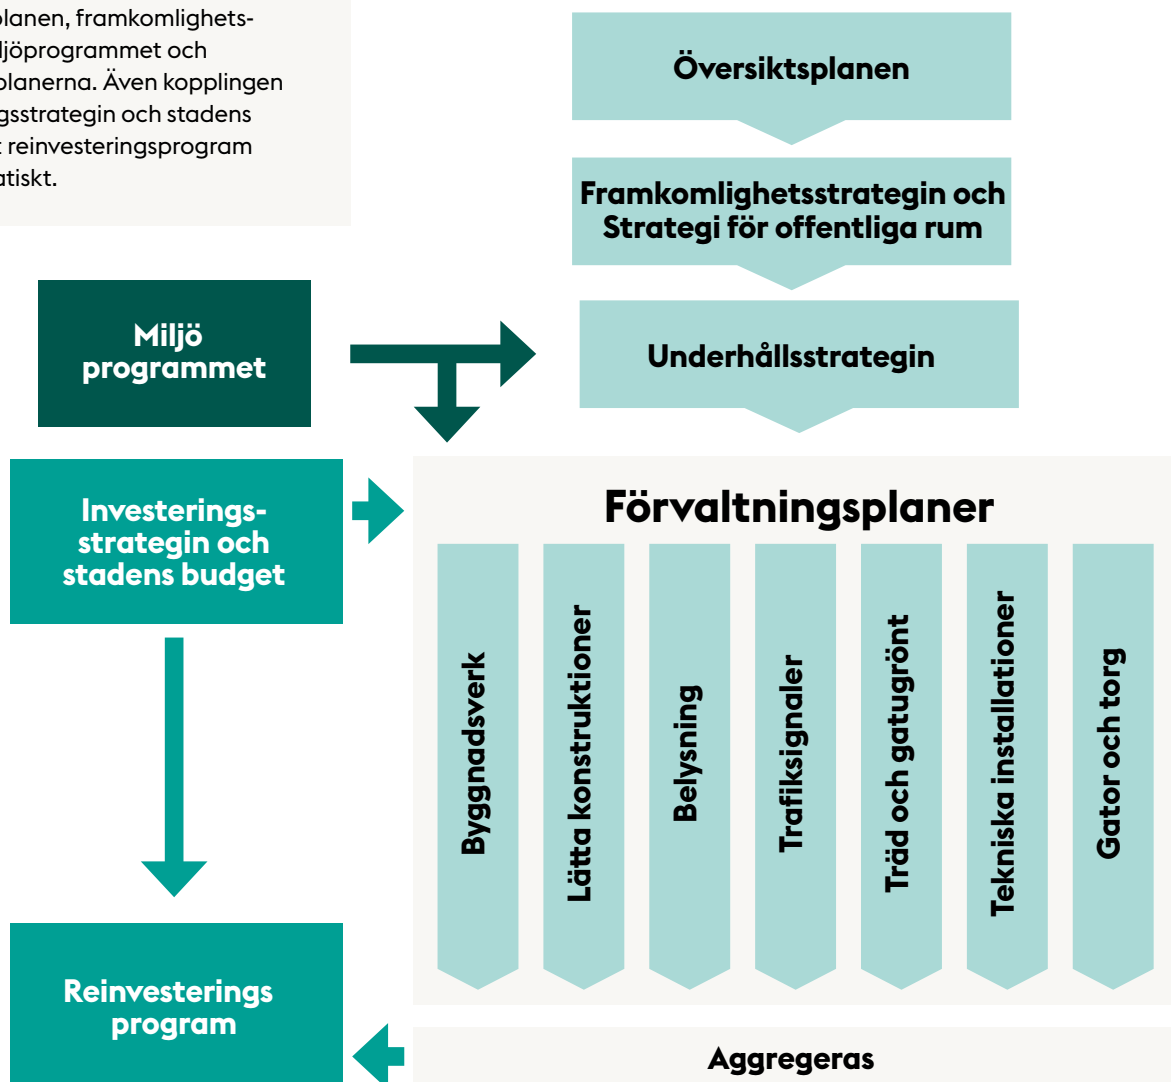 planen, framkomlighets-
ljöprogrammet och
planerna. Även kopplingen
gsstrategin och stadens
t reinvesteringsprogram
atiskt.
Översiktsplanen
Framkomlighetsstrategin och
Strategi för offentliga rum
Miljö
programmet
Underhållsstrategin
Investerings-
strategin och
stadens budget
Förvaltningsplaner
Byggnadsverk
Lätta konstruktioner
Belysning
Trafiksignaler
Träd och gatugrönt
Tekniska installationer
Gator och torg
Reinvesterings
program
Aggregeras